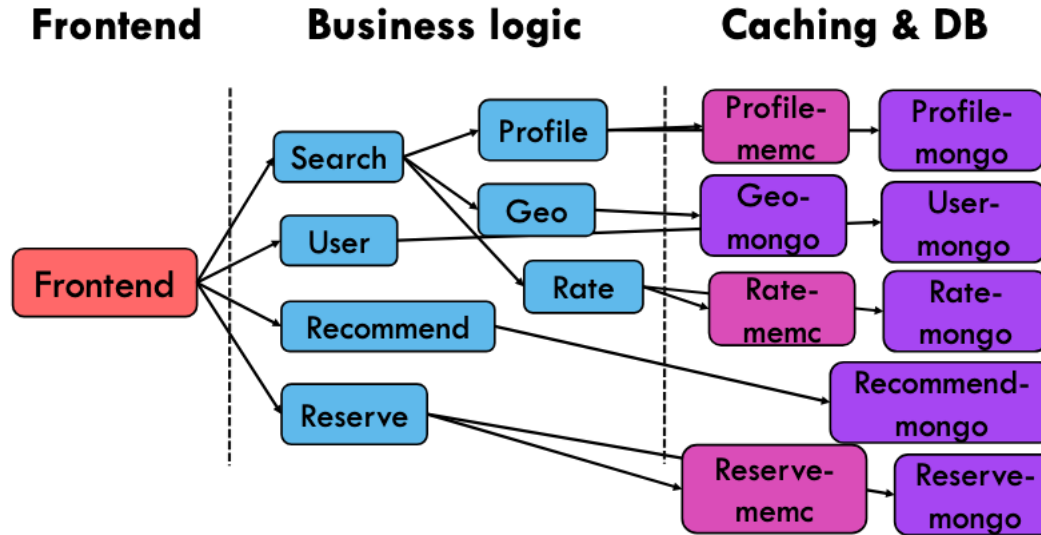 Frontend
Business logic
Caching & DB
Frontend
Search
User
Recommend
Reserve
Profile
Geo
Rate
Profile-
memc
Profile-
mongo
Geo-
mongo
User-
mongo
Rate-
memc
Rate-
mongo
Recommend-
mongo
Reserve-
memc
Reserve-
mongo